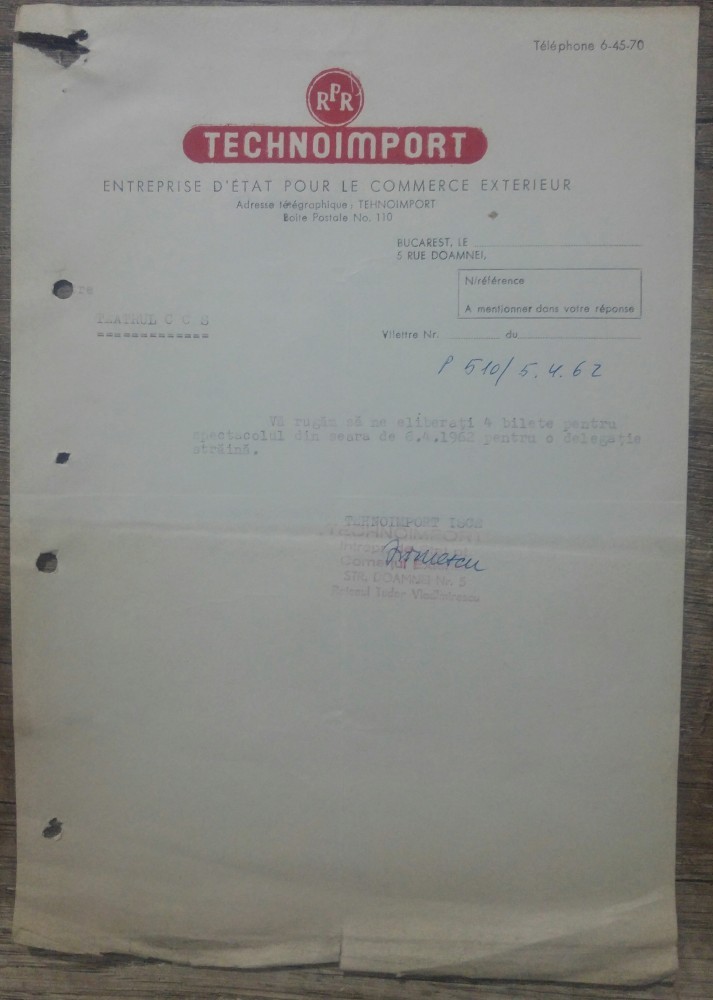 Téléphone 6-45-70
RPR
TECHNOIMPORT
ENTREPRISE D'ÉTAT POUR LE COMMERCE EXTERIEUR
Adresse télégraphique: TEHNOIMPORT
Boîte Postale No. 110
BUCAREST, LE
5 RUE DOAMNEI,
N/référence
A mentionner dans votre réponse
V/lettre Nr. du
P 510/5.4.62
TEATRUL C C S
Vă rugăm să ne eliberați 4 bilete pentru
spectacolul din seara de 6.4.1962 pentru o delegație
străină.
TEHNOIMPORT ISCE
TECHNOIMPORT
STR. DOAMNEI No. 5